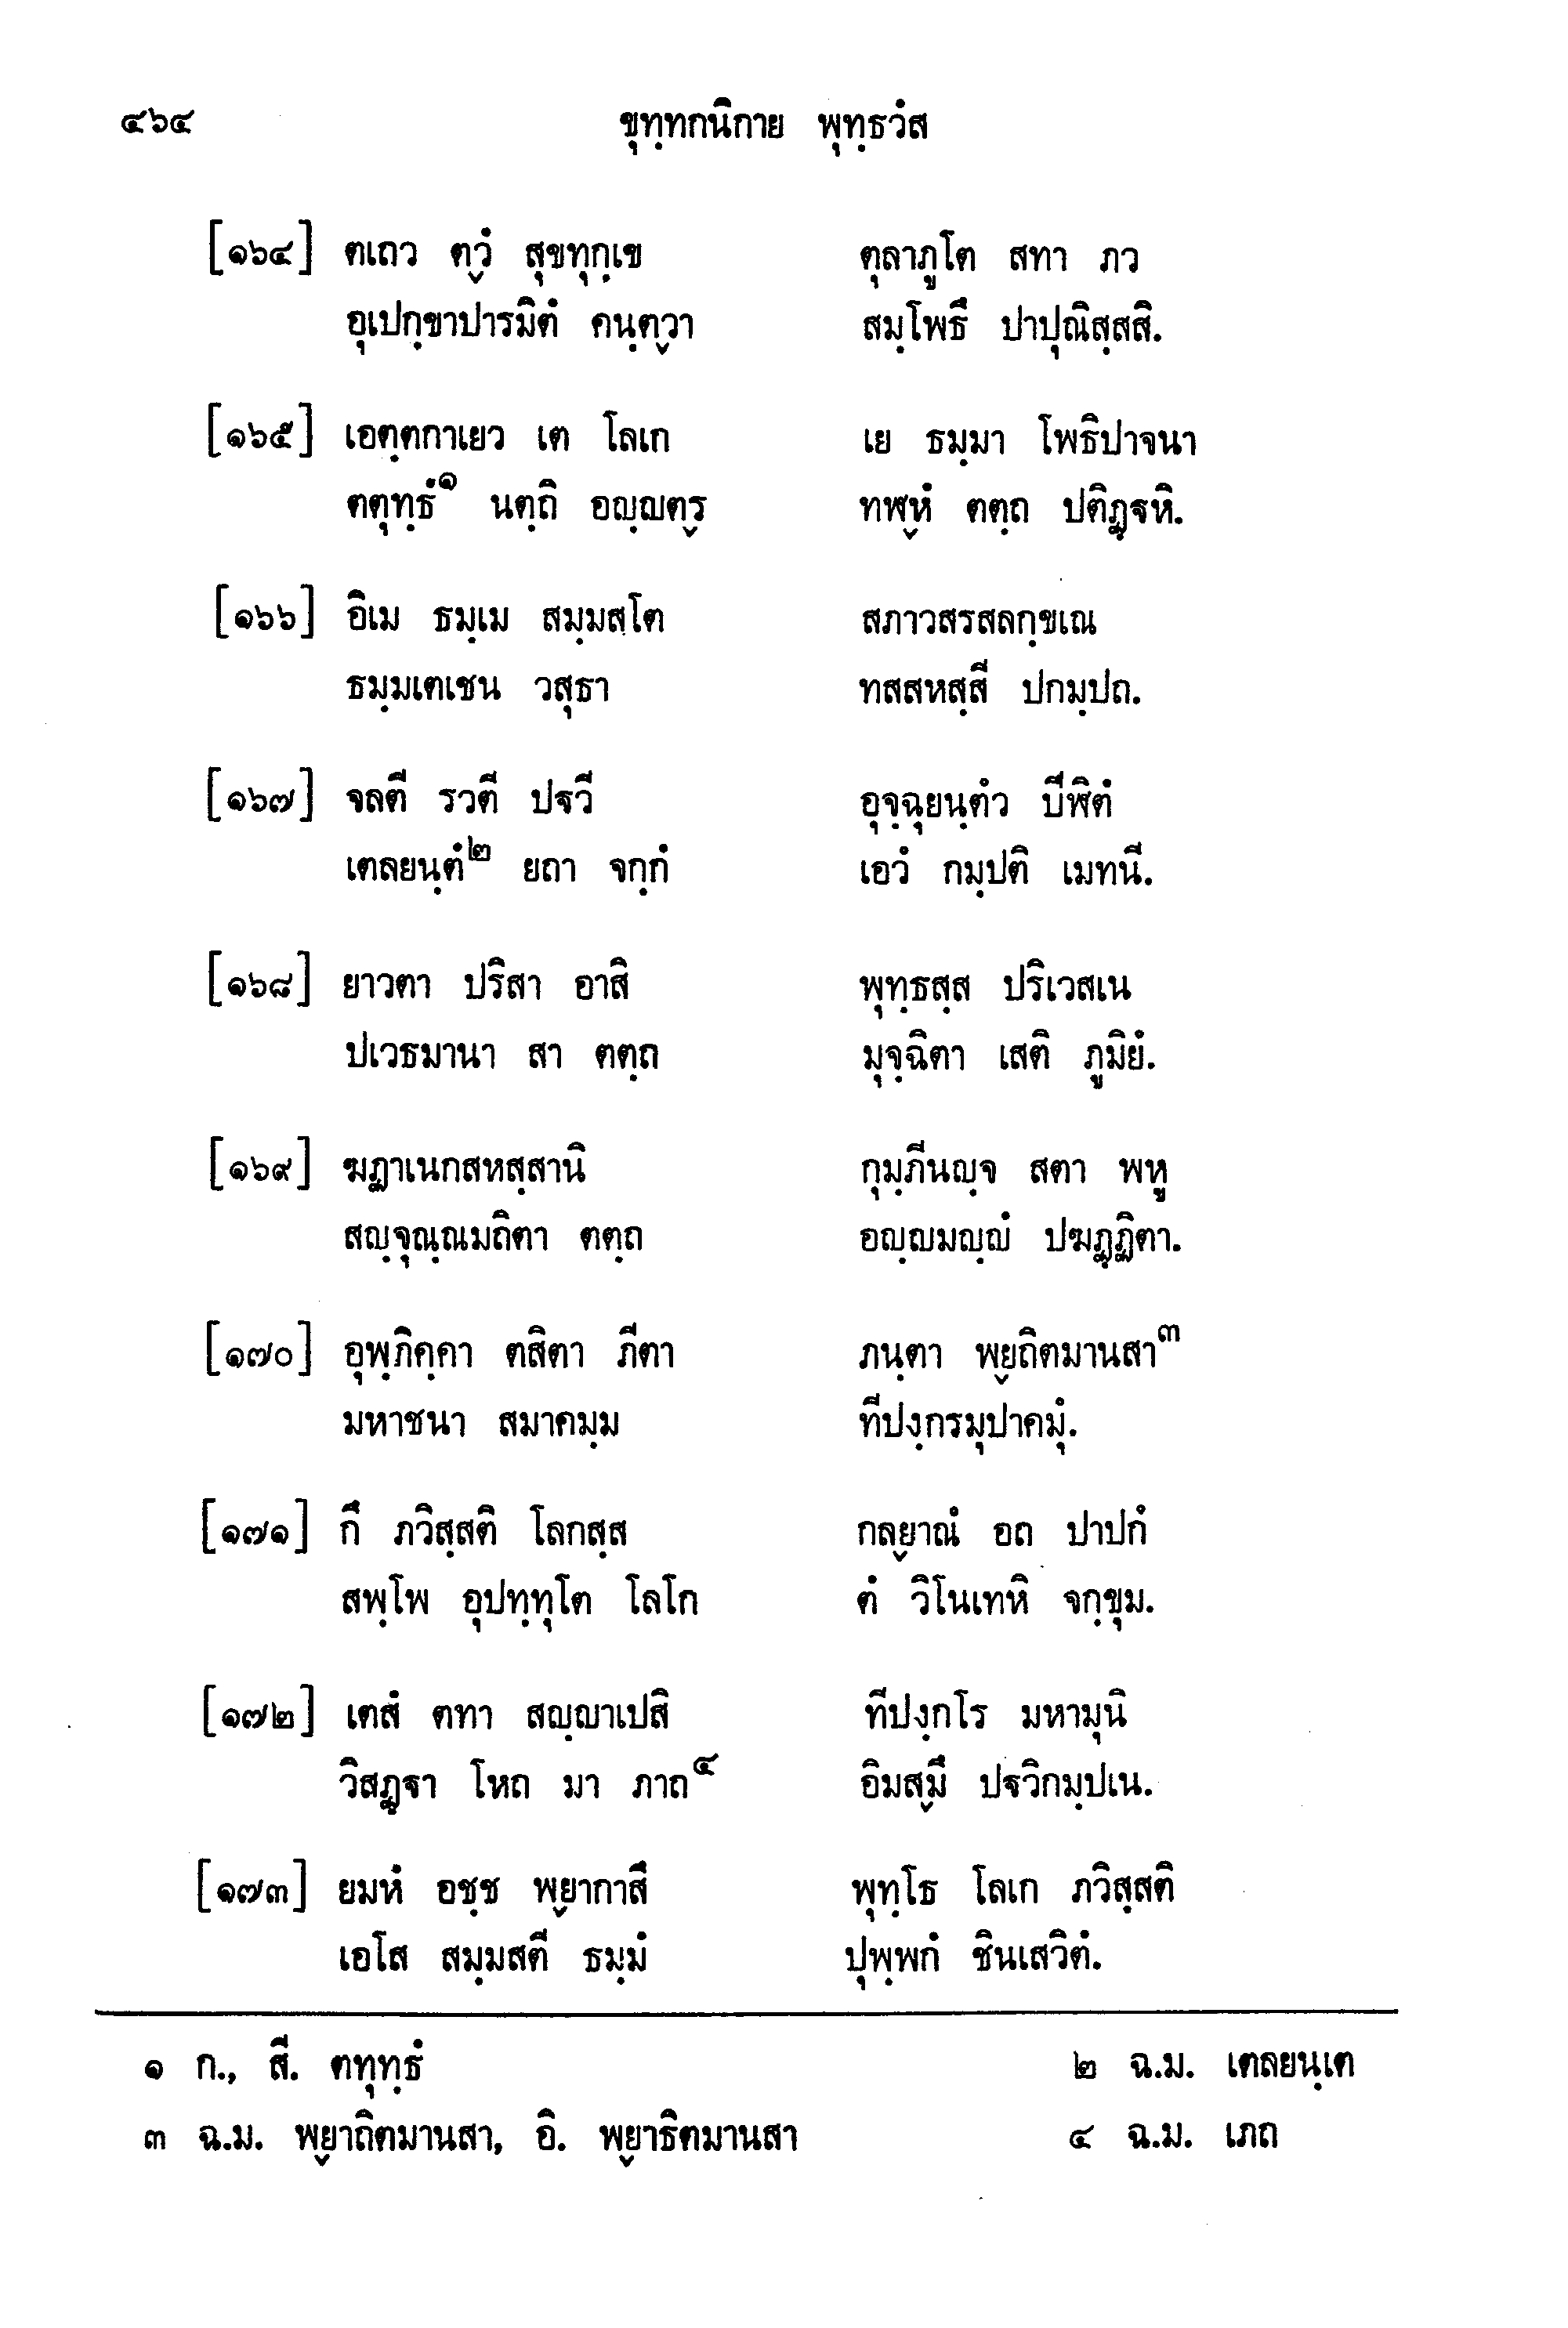 ๔๖๔ ขุทฺทกนิกาย พุทฺธวํส
[๑๖๔] ตเถว ตฺวํ สุขทุกฺเข ตุลาภูโต สทา ภว
อุเปกฺขาปารมิตํ คนฺตฺวา สมฺโพธึ ปาปุณิสฺสสิ.
[๑๖๕] เอตฺตกาเยว เต โลเก เย ธมฺมา โพธิปาจนา
ตตุทฺธํ๑ นตฺถิ อญฺญตฺร ทฬฺหํ ตตฺถ ปติฏฺฐหิ.
[๑๖๖] อิเม ธมฺเม สมฺมสโต สภาวสรสลกฺขเณ
ธมฺมเตเชน วสุธา ทสสหสฺสี ปกมฺปถ.
[๑๖๗] จลตี รวตี ปฐวี อุจฺฉุยนฺตํว ปีฬิตํ
เตลยนฺตํ๒ ยถา จกฺกํ เอวํ กมฺปติ เมทนี.
[๑๖๘] ยาวตา ปริสา อาสิ พุทฺธสฺส ปริเวสเน
ปเวธมานา สา ตตฺถ มุจฺฉิตา เสติ ภูมิยํ.
[๑๖๙] ฆฏาเนกสหสฺสานิ กุมฺภีนญฺจ สตา พหู
สญฺจุณฺณมถิตา ตตฺถ อญฺญมญฺญํ ปฆฏฺฏิตา.
[๑๗๐] อุพฺภิคฺคา ตสิตา ภีตา ภนฺตา พฺยถิตมานสา๓
มหาชนา สมาคมฺม ทีปงฺกรมุปาคมุํ.
[๑๗๑] กึ ภวิสฺสติ โลกสฺส กลฺยาณํ อถ ปาปกํ
สพฺโพ อุปทฺทุโต โลโก ตํ วิโนเทหิ จกฺขุม.
[๑๗๒] เตสํ ตทา สญฺญาเปสิ ทีปงฺกโร มหามุนิ
วิสฏฺฐา โหถ มา ภาถ๔ อิมสฺมึ ปฐวิกมฺปเน.
[๑๗๓] ยมหํ อชฺช พฺยากาสึ พุทฺโธ โลเก ภวิสฺสติ
เอโส สมฺมสตี ธมฺมํ ปุพฺพกํ ชินเสวิตํ.
๑ ก., สี. ตทุทฺธํ ๒ ฉ.ม. เตลยนฺเต
๓ ฉ.ม. พฺยาถิตมานสา, อิ. พฺยาธิตมานสา ๔ ฉ.ม. เภถ